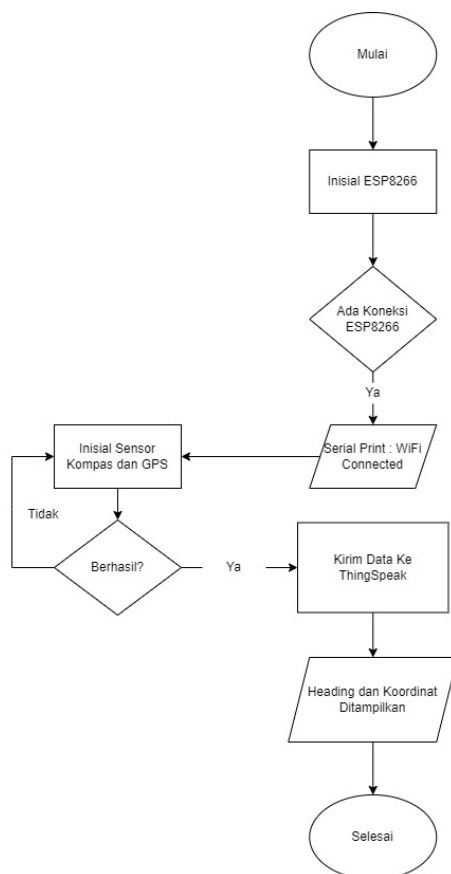 Mulai
Inisial ESP8266
Ada Koneksi
ESP8266
Ya
Serial Print : WiFi
Connected
Inisial Sensor
Kompas dan GPS
Tidak
Berhasil?
Ya
Kirim Data Ke
ThingSpeak
Heading dan Koordinat
Ditampilkan
Selesai